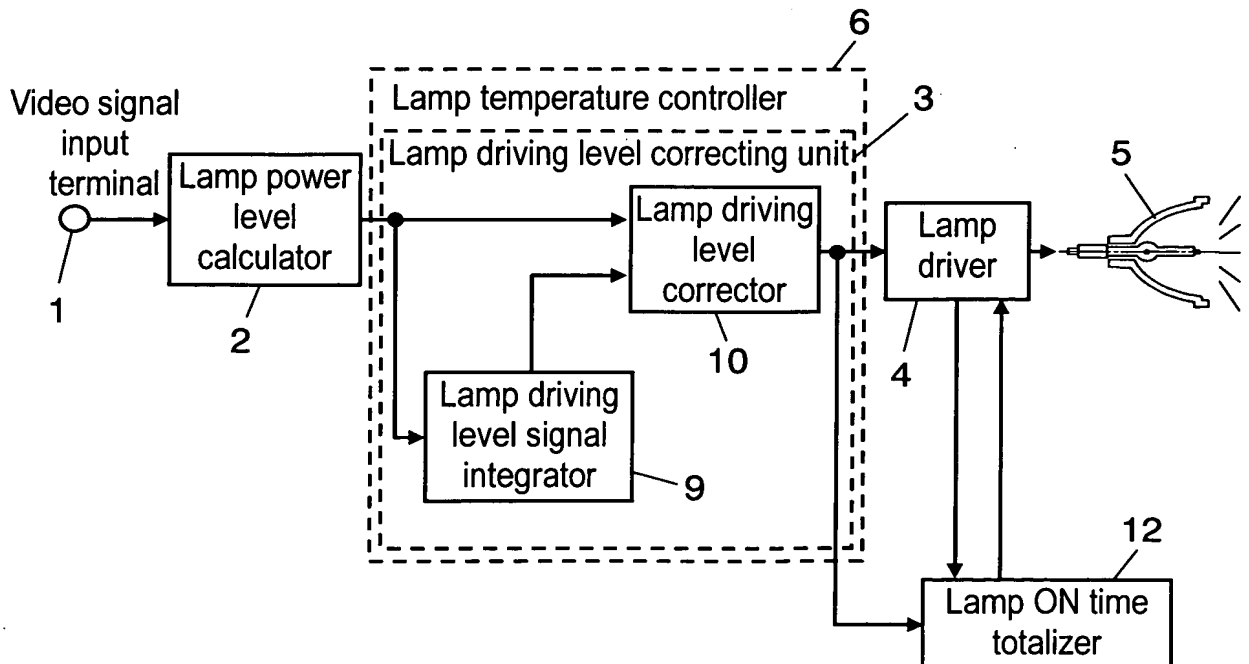 6
Lamp temperature controller
3
Video signal
input
terminal
Lamp driving level correcting unit
5
Lamp power
level
calculator
Lamp driving
level
corrector
Lamp
driver
1
2
10
4
Lamp driving
level signal
integrator
9
12
Lamp ON time
totalizer